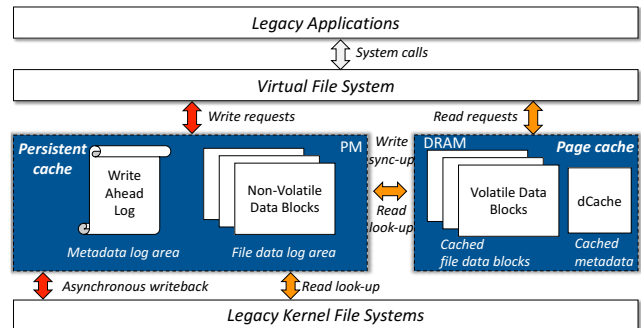 Legacy Applications
System calls
Virtual File System
Write requests
Read requests
Persistent
cache
PM
Write
Ahead
Log
Non-Volatile
Data Blocks
Metadata log area
File data log area
Write
sync-up
Read
look-up
DRAM
Page cache
Volatile Data
Blocks
dCache
Cached
file data blocks
Cached
metadata
Asynchronous writeback
Read look-up
Legacy Kernel File Systems